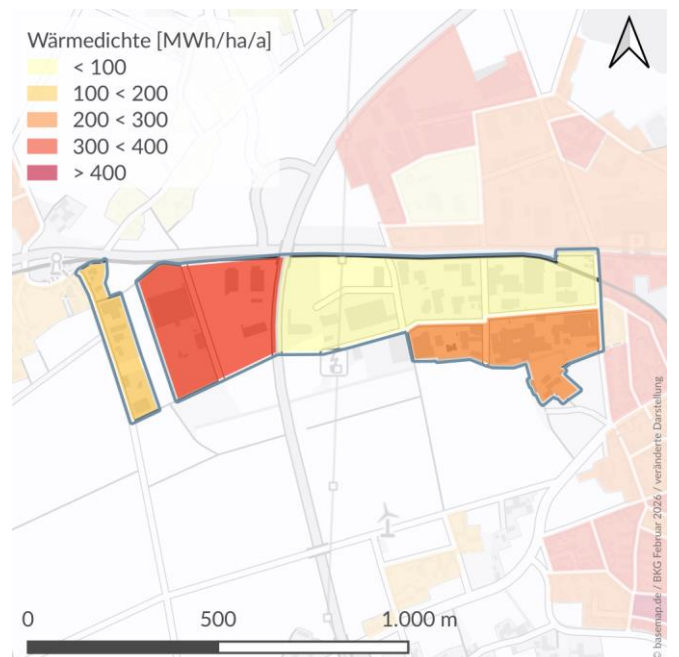 Wärmedichte [MWh/ha/a]
< 100
100 < 200
200 < 300
300 < 400
> 400
P
0 500 1.000 m
© basemap.de / BKG Februar 2026 / veränderte Darstellung